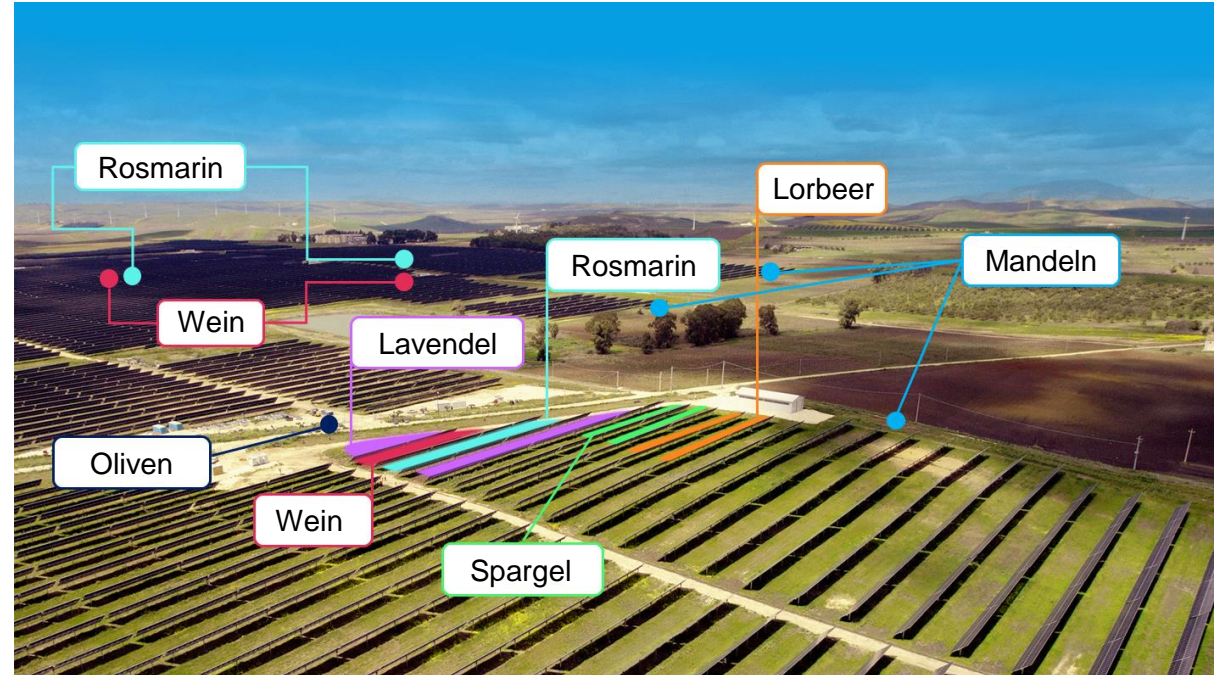 Rosmarin
Lorbeer
Rosmarin
Mandeln
Wein
Lavendel
Oliven
Wein
Spargel